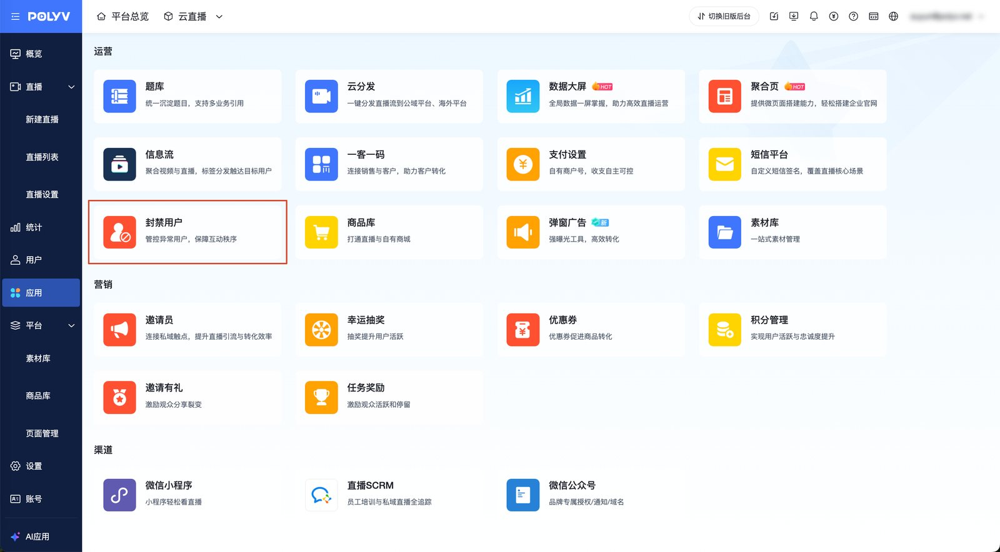 POLYV
平台总览
云直播
切换旧版后台
概览
直播
新建直播
直播列表
直播设置
统计
用户
应用
平台
素材库
商品库
页面管理
设置
账号
AI应用
运营
题库
统一沉淀题目，支持多业务引用
云分发
一键分发直播流到公域平台、海外平台
数据大屏 HOT
全局数据一屏掌握，助力高效直播运营
聚合页 HOT
提供微页面搭建能力，轻松搭建企业官网
信息流
聚合视频与直播，标签分发触达目标用户
一客一码
连接销售与客户，助力客户转化
支付设置
自有商户号，收支自主可控
短信平台
自定义短信签名，覆盖直播核心场景
封禁用户
管控异常用户，保障互动秩序
商品库
打通直播与自有商城
弹窗广告 新
强曝光工具，高效转化
素材库
一站式素材管理
营销
邀请员
连接私域触点，提升直播引流与转化效率
幸运抽奖
抽奖提升用户活跃
优惠券
优惠券促进商品转化
积分管理
实现用户活跃与忠诚度提升
邀请有礼
激励观众分享裂变
任务奖励
激励观众活跃和停留
渠道
微信小程序
小程序轻松看直播
直播SCRM
员工培训与私域直播全追踪
微信公众号
品牌专属授权/通知/域名